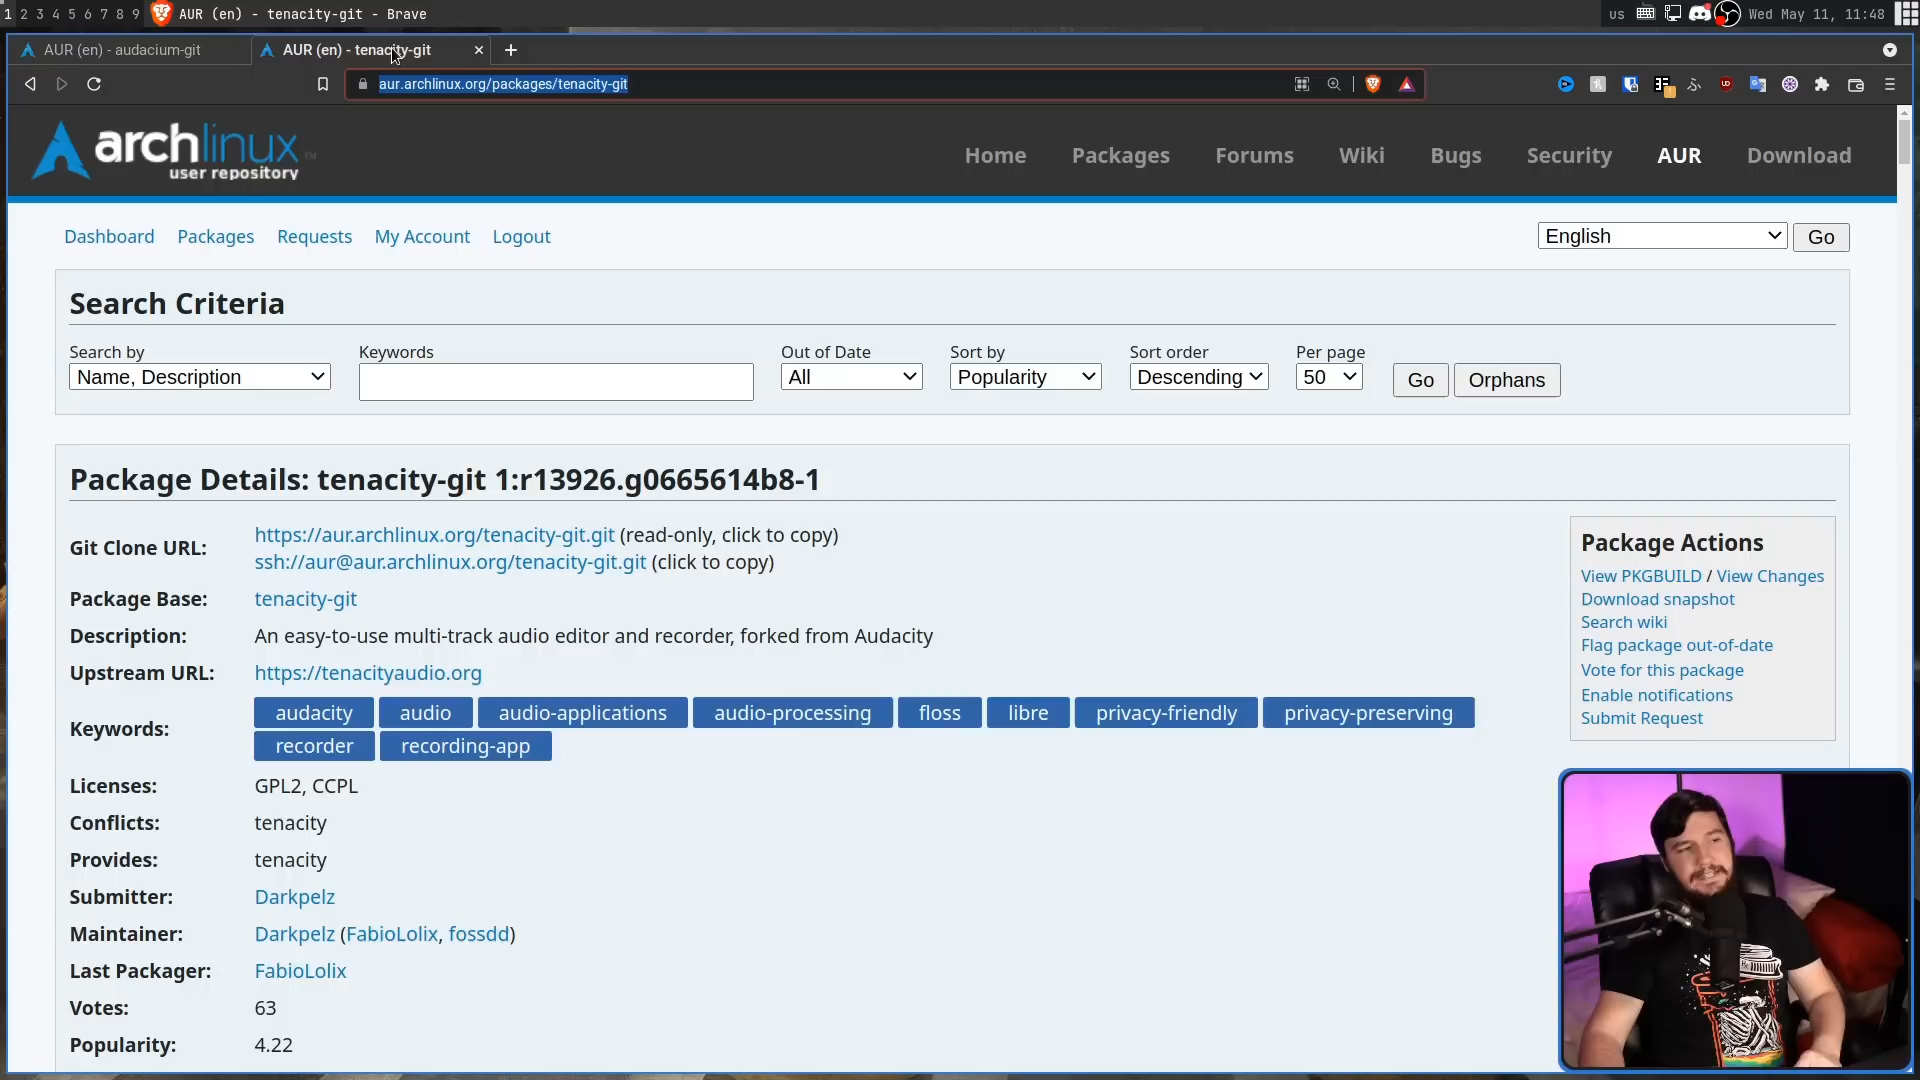 1 2 3 4 5 6 7 8 9 AUR (en) - tenacity-git - Brave us Wed May 11, 11:48
AUR (en) - audacium-git AUR (en) - tenacity-git
aur.archlinux.org/packages/tenacity-git
archlinux™
user repository
Home Packages Forums Wiki Bugs Security AUR Download
Dashboard Packages Requests My Account Logout English Go
Search Criteria
Search by Keywords Out of Date Sort by Sort order Per page
Name, Description All Popularity Descending 50 Go Orphans
Package Details: tenacity-git 1:r13926.g0665614b8-1
Git Clone URL: https://aur.archlinux.org/tenacity-git.git (read-only, click to copy)
ssh://aur@aur.archlinux.org/tenacity-git.git (click to copy)
Package Base: tenacity-git
Description: An easy-to-use multi-track audio editor and recorder, forked from Audacity
Upstream URL: https://tenacityaudio.org
Keywords: audacity audio audio-applications audio-processing floss libre privacy-friendly privacy-preserving
recorder recording-app
Licenses: GPL2, CCPL
Conflicts: tenacity
Provides: tenacity
Submitter: Darkpelz
Maintainer: Darkpelz (FabioLolix, fossdd)
Last Packager: FabioLolix
Votes: 63
Popularity: 4.22
Package Actions
View PKGBUILD / View Changes
Download snapshot
Search wiki
Flag package out-of-date
Vote for this package
Enable notifications
Submit Request